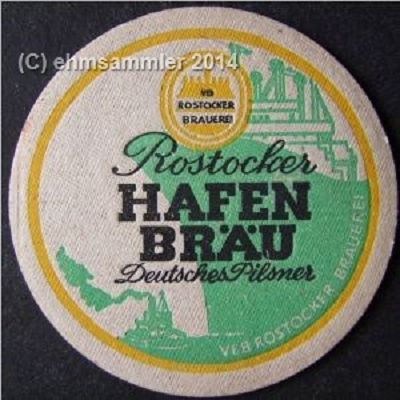 (C) ehmsammler 2014
VEB
ROSTOCKER
BRAUEREI
Rostocker
HAFEN
BRÄU
Deutsches Pilsner
VEB ROSTOCKER BRAUEREI